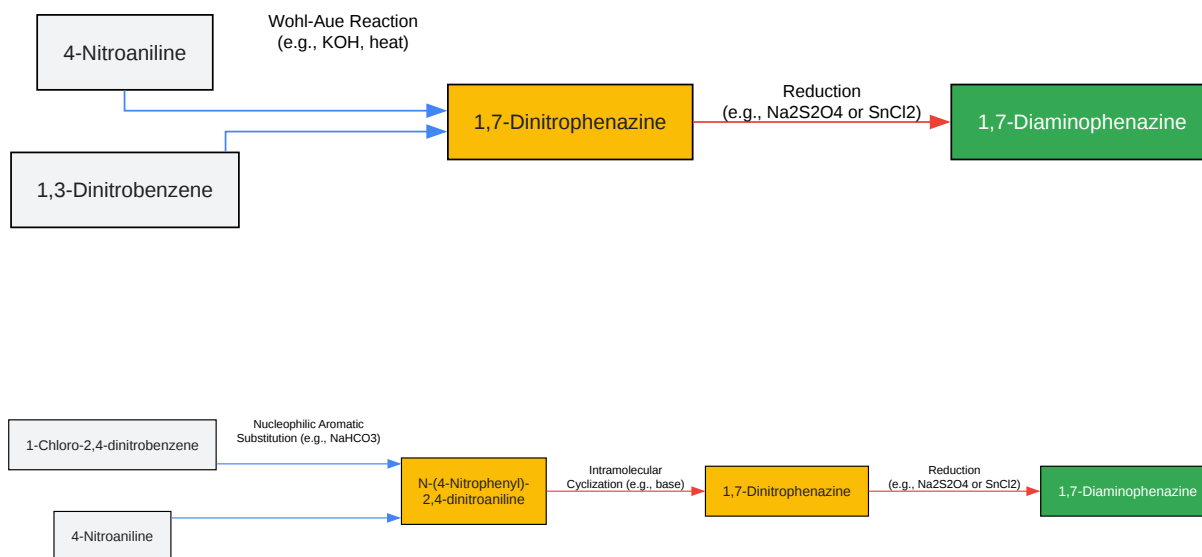 Wohl-Aue Reaction
(e.g., KOH, heat)
4-Nitroaniline
1,3-Dinitrobenzene
1,7-Dinitrophenazine
Reduction
(e.g., Na2S2O4 or SnCl2)
1,7-Diaminophenazine
1-Chloro-2,4-dinitrobenzene
Nucleophilic Aromatic
Substitution (e.g., NaHCO3)
4-Nitroaniline
N-(4-Nitrophenyl)-
2,4-dinitroaniline
Intramolecular
Cyclization (e.g., base)
1,7-Dinitrophenazine
Reduction
(e.g., Na2S2O4 or SnCl2)
1,7-Diaminophenazine